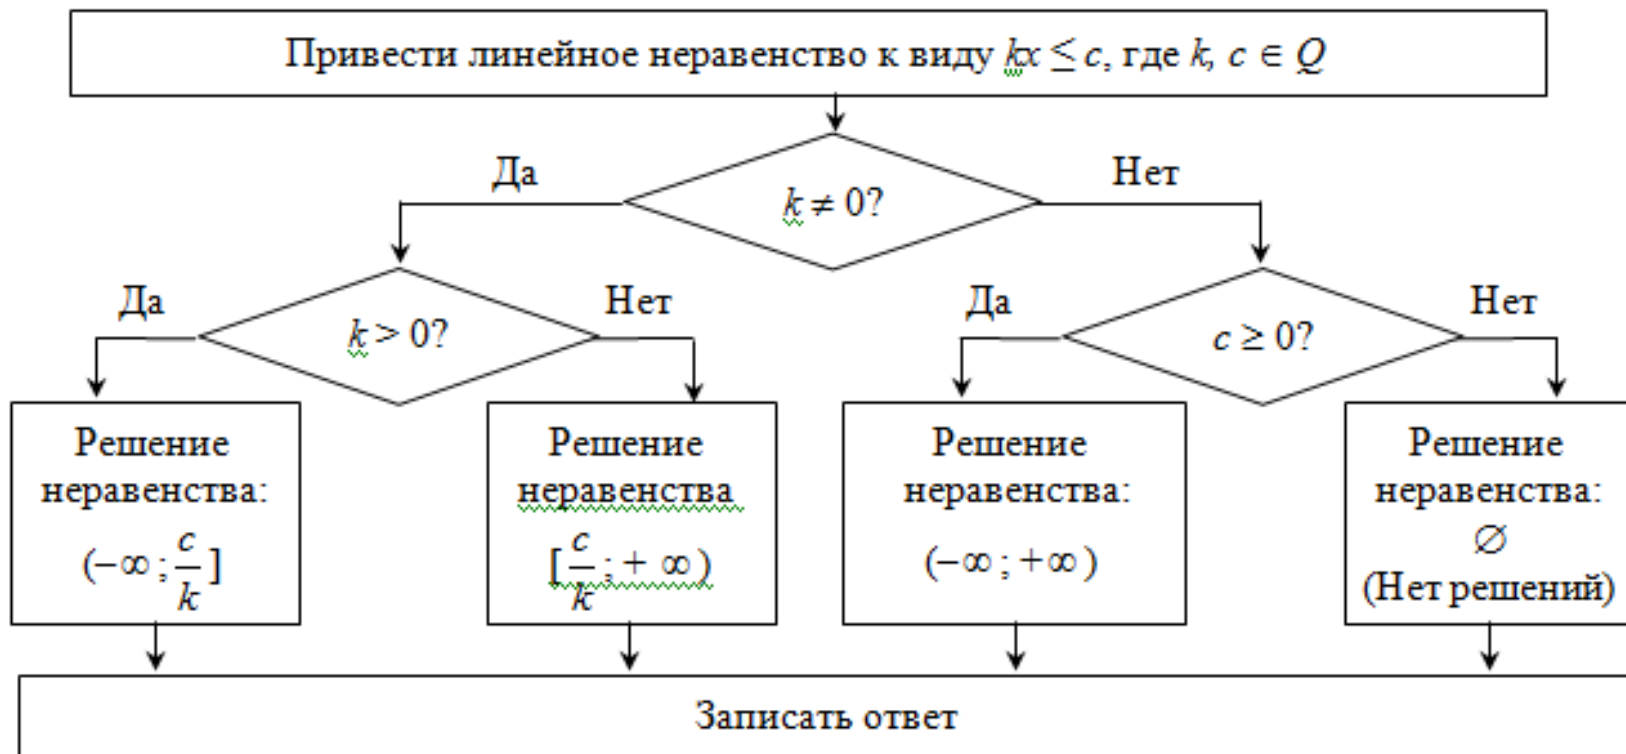 Привести линейное неравенство к виду kx ≤ c, где k, c ∈ Q
Да
Нет
k ≠ 0?
Да
Нет
k > 0?
Да
Нет
c ≥ 0?
Решение
неравенства:
(−∞; c/k]
Решение
неравенства
[c/k; + ∞)
Решение
неравенства:
(−∞; +∞)
Решение
неравенства:
∅
(Нет решений)
Записать ответ